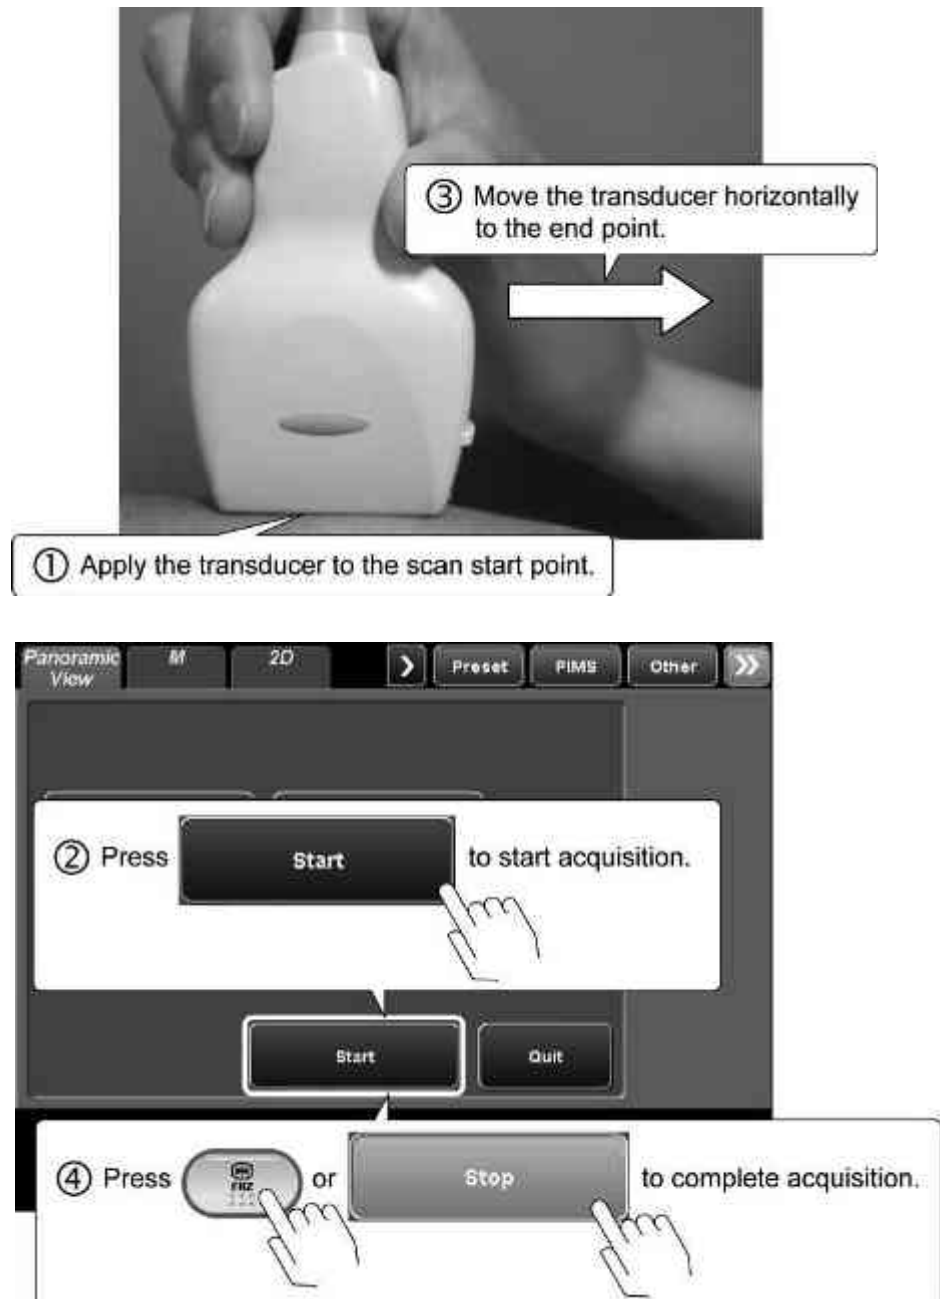 ③ Move the transducer horizontally
to the end point.
① Apply the transducer to the scan start point.
Panoramic View M 2D > Preset PIMS Other >>
② Press Start to start acquisition.
Start Quit
④ Press FRZ or Stop to complete acquisition.